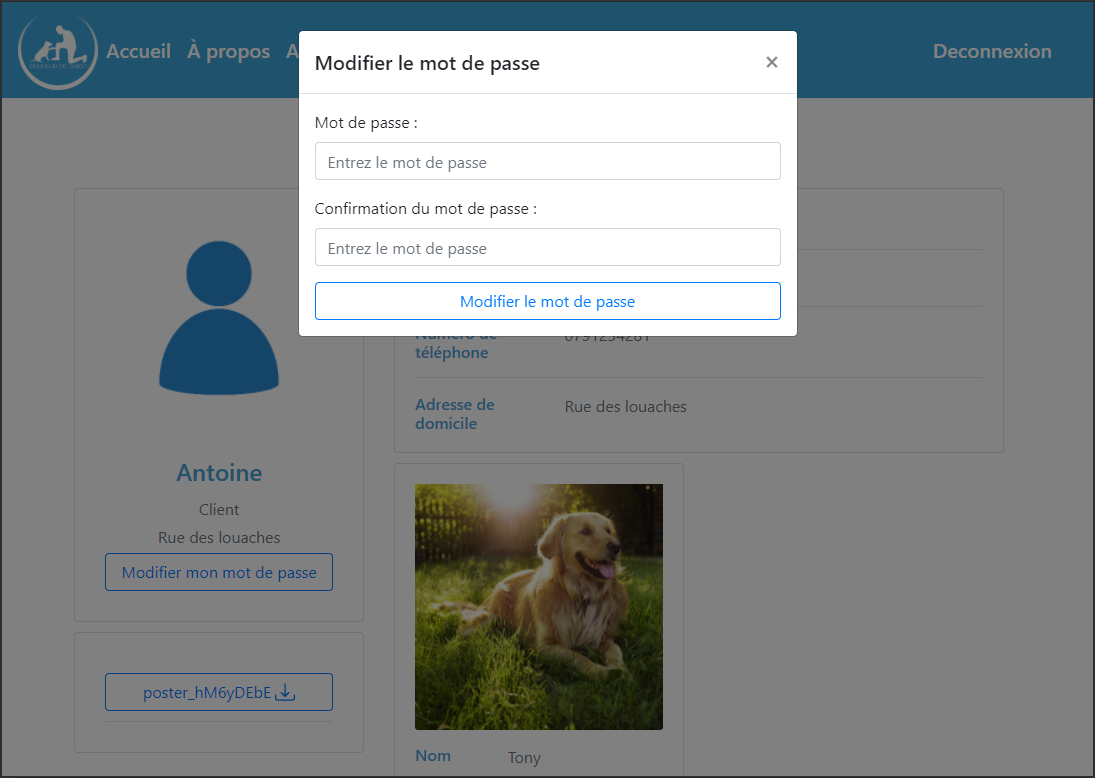 Accueil À propos A
Deconnexion
Modifier le mot de passe
×
Mot de passe :
Entrez le mot de passe
Confirmation du mot de passe :
Entrez le mot de passe
Modifier le mot de passe
Antoine
Client
Rue des louaches
Modifier mon mot de passe
poster_hM6yDEbE
Numéro de
téléphone
0791234281
Adresse de
domicile
Rue des louaches
Nom Tony